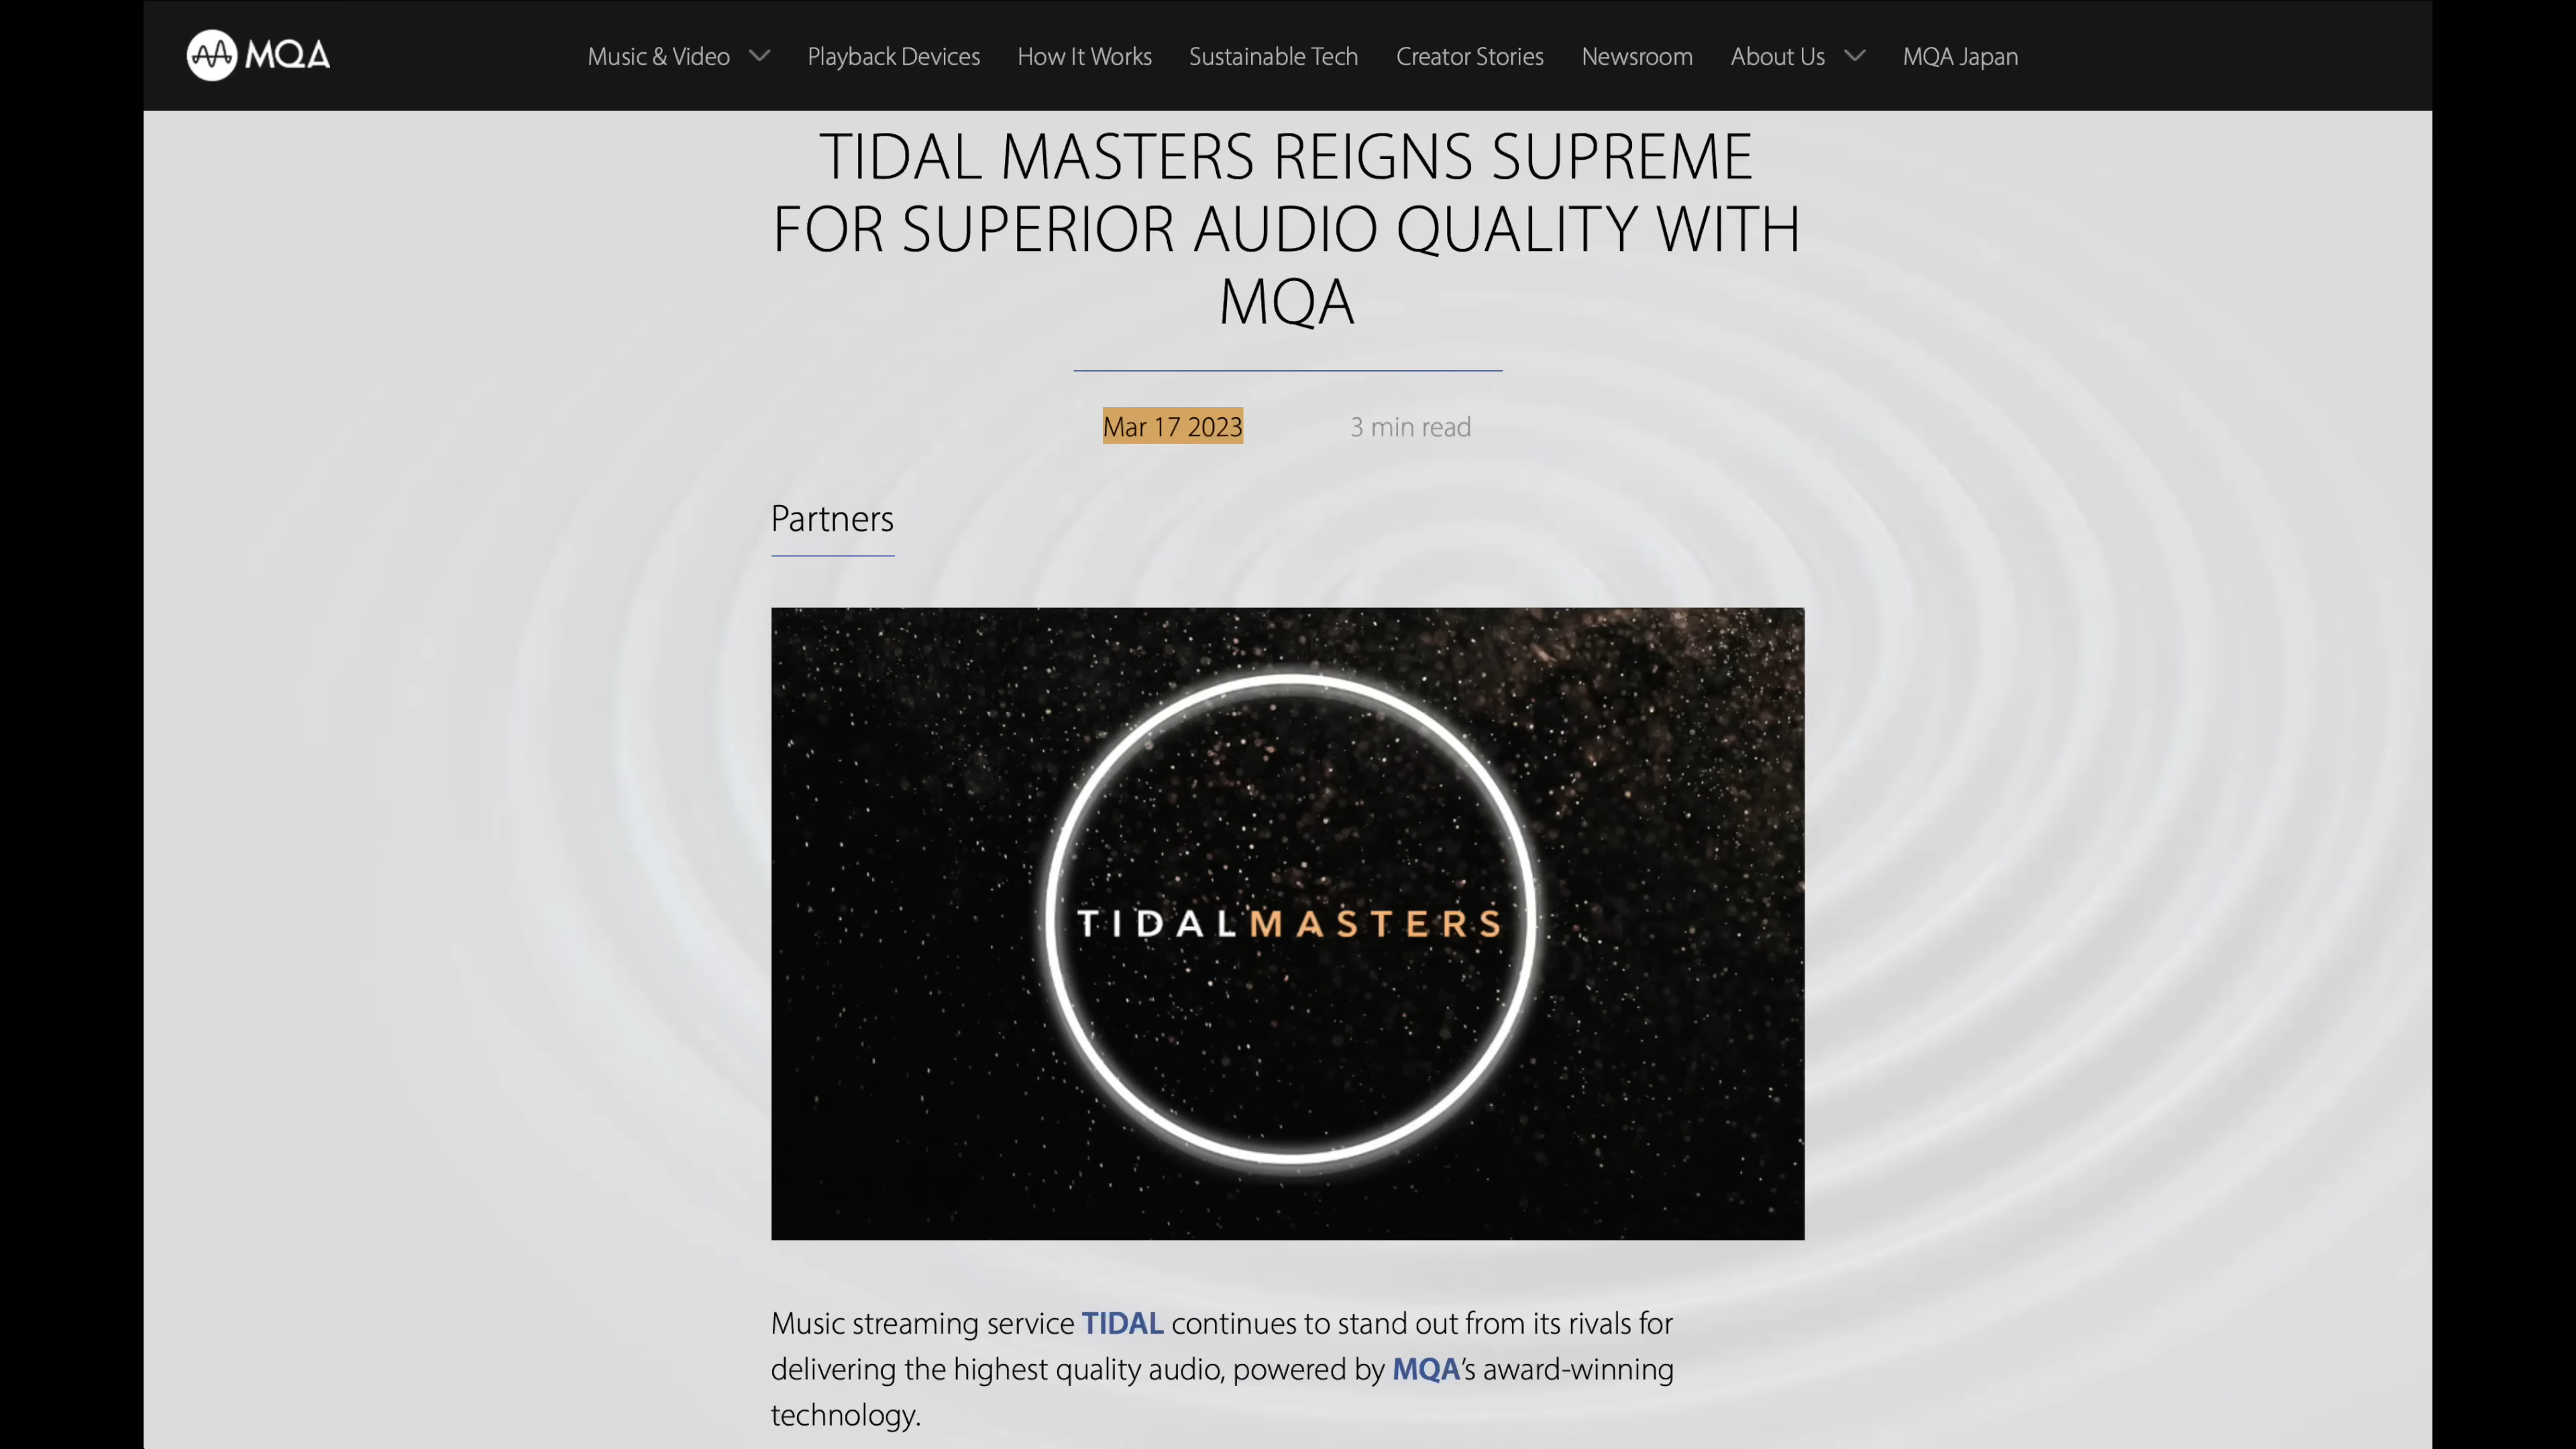 MQA
Music & Video
Playback Devices
How It Works
Sustainable Tech
Creator Stories
Newsroom
About Us
MQA Japan
TIDAL MASTERS REIGNS SUPREME
FOR SUPERIOR AUDIO QUALITY WITH
MQA
Mar 17 2023
3 min read
Partners
TIDALMASTERS
Music streaming service TIDAL continues to stand out from its rivals for
delivering the highest quality audio, powered by MQA's award-winning
technology.